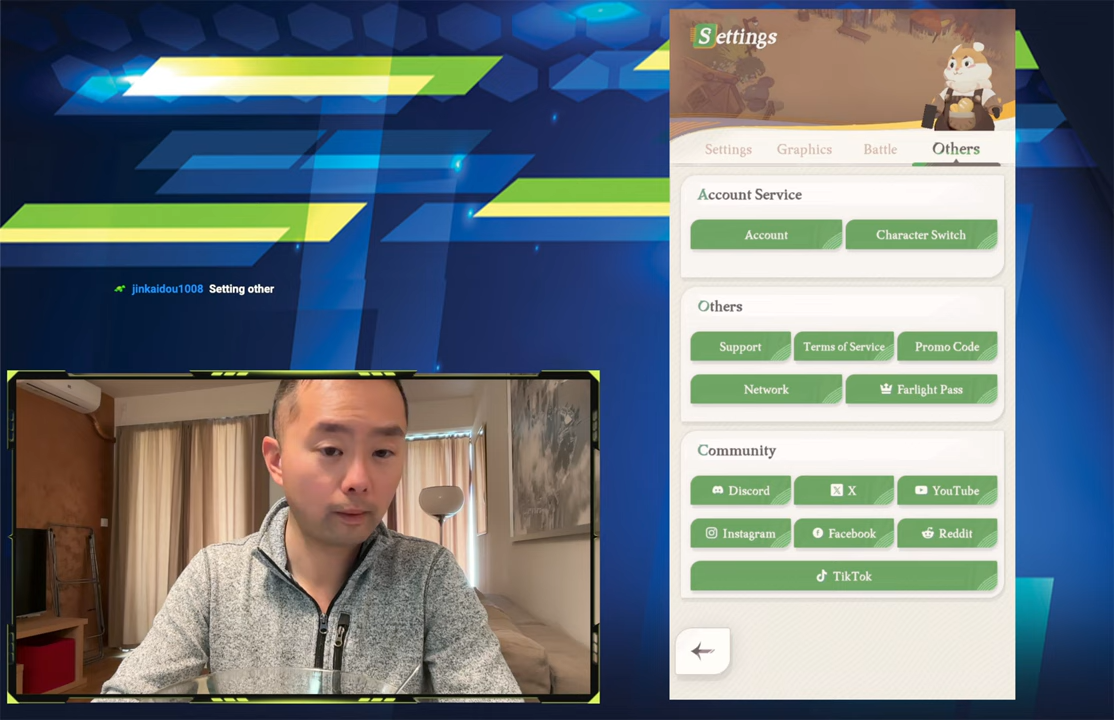 Settings
Settings Graphics Battle Others
Account Service
Account Character Switch
jinkaidou1008 Setting other
Others
Support Terms of Service Promo Code
Network Farlight Pass
Community
Discord X YouTube
Instagram Facebook Reddit
TikTok